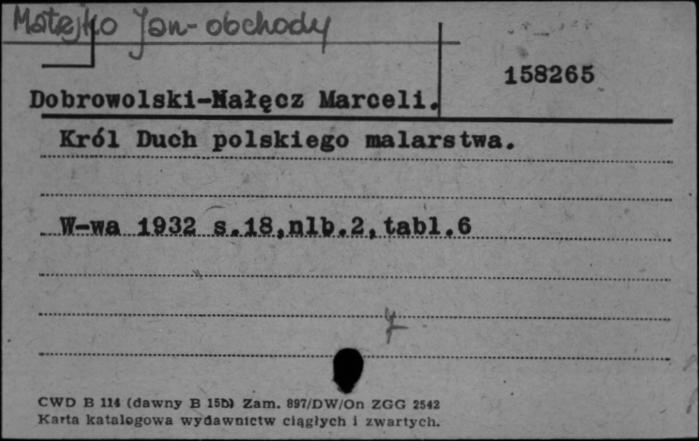 Matejko Jan - obchody
158265
Dobrowolski-Nałęcz Marceli.
Król Duch polskiego malarstwa.
W-wa 1932 s.18,nlb.2,tabl.6
CWD B 114 (dawny B 15b) Zam. 897/DW/On ZGG 2542
Karta katalogowa wydawnictw ciągłych i zwartych.